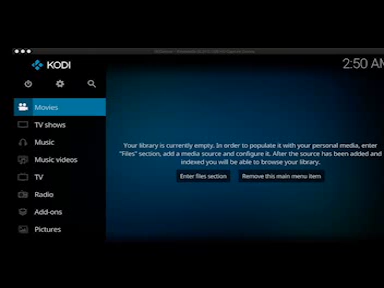 KODI
2:50 AM
Movies
TV shows
Music
Music videos
TV
Radio
Add-ons
Pictures
Your library is currently empty. In order to populate it with your personal media, enter
"Files" section, add a media source and configure it. After the source has been added and
indexed you will be able to browse your library.
Enter files section
Remove this main menu item